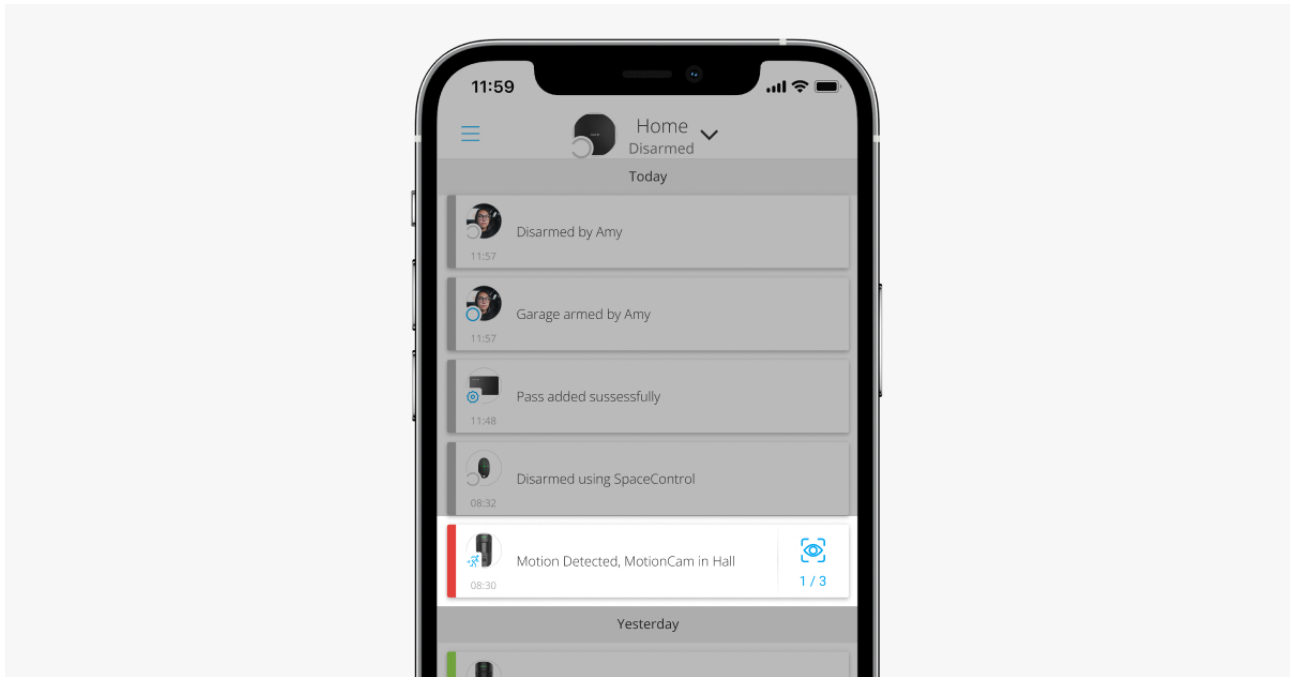 11:59
Home
Disarmed
Today
Disarmed by Amy
11:57
Garage armed by Amy
11:57
Pass added sussessfully
11:48
Disarmed using SpaceControl
08:32
Motion Detected, MotionCam in Hall
1 / 3
08:30
Yesterday